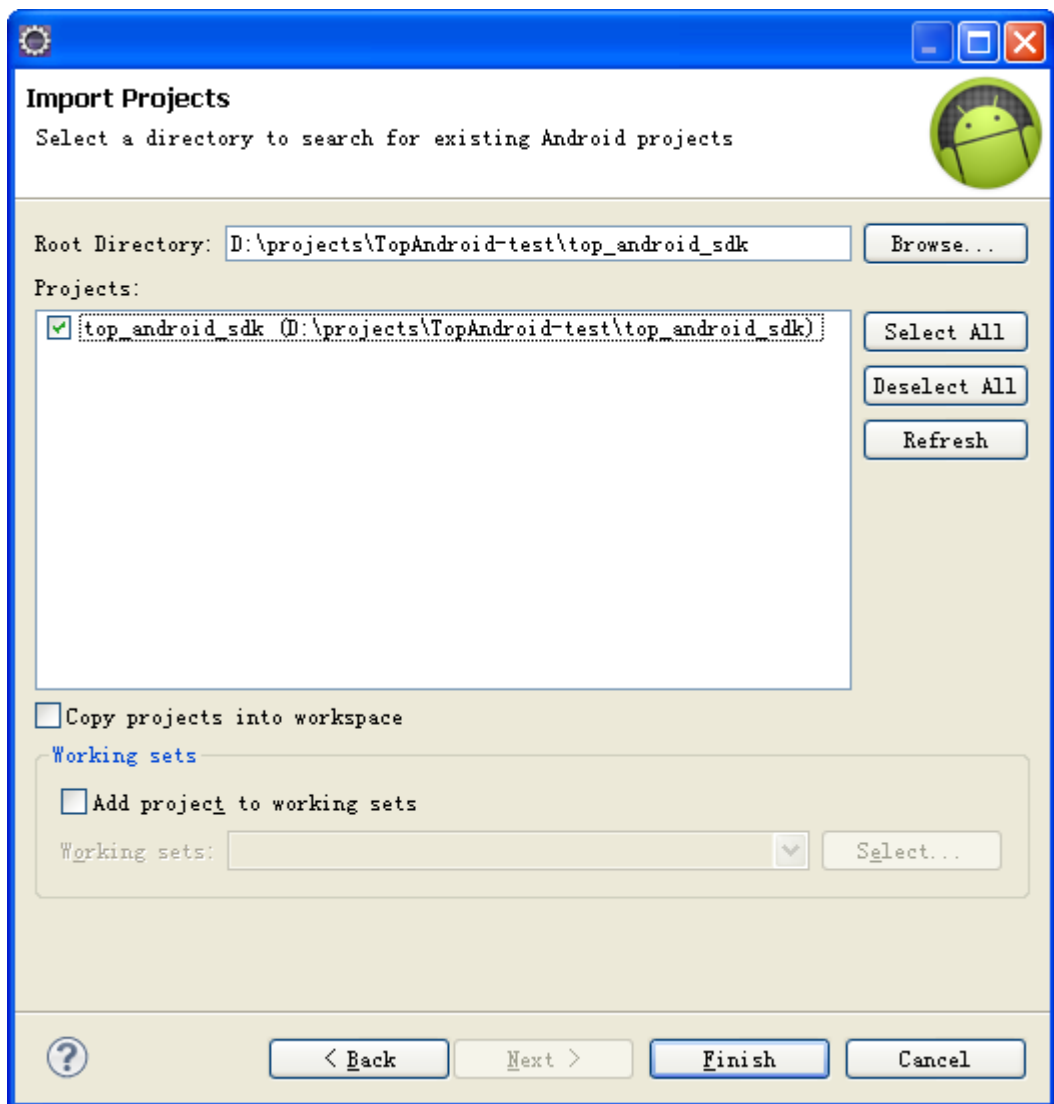 Import Projects
Select a directory to search for existing Android projects
Root Directory: D:\projects\TopAndroid-test\top_android_sdk Browse...
Projects:
top_android_sdk (D:\projects\TopAndroid-test\top_android_sdk)
Select All
Deselect All
Refresh
Copy projects into workspace
Working sets
Add project to working sets
Working sets: Select...
? < Back Next > Finish Cancel